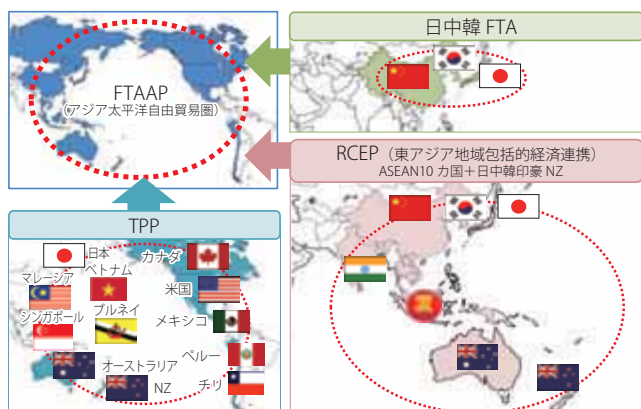 FTAAP
(アジア太平洋自由貿易圏)
日中韓 FTA
RCEP(東アジア地域包括的経済連携)
ASEAN10 カ国+日中韓印豪 NZ
TPP
日本
カナダ
ベトナム
マレーシア
米国
シンガポール
ブルネイ
メキシコ
オーストラリア
ペルー
NZ
チリ